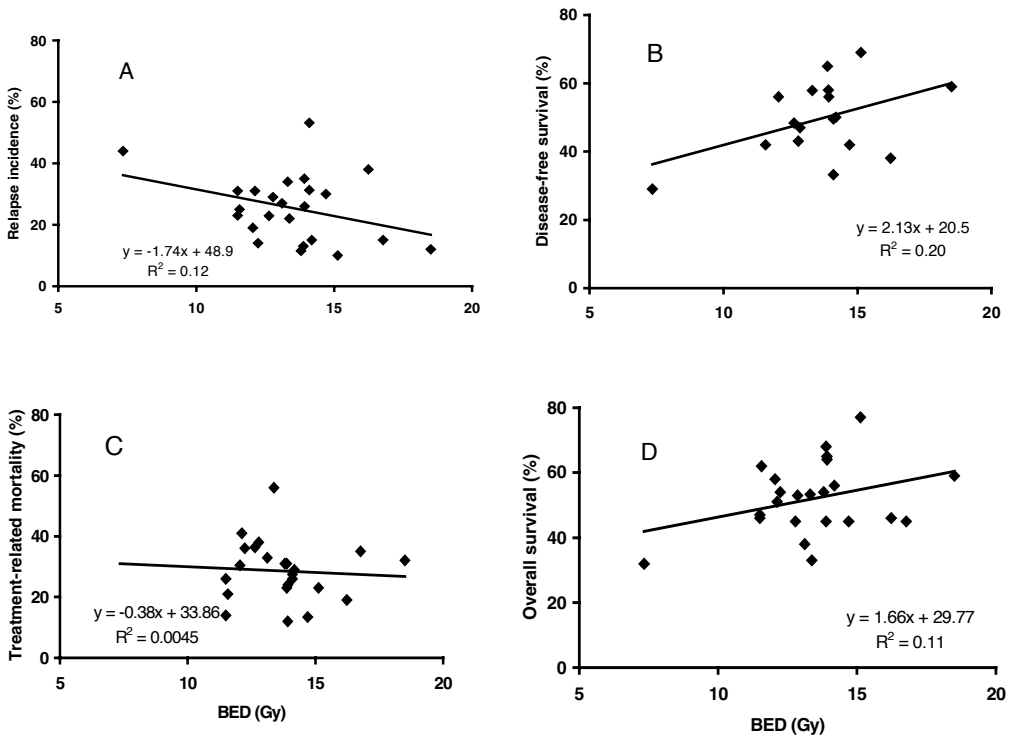 A
Relapse incidence (%)
80
60
40
20
0
5
10
15
20
y = -1.74x + 48.9
R² = 0.12
B
Disease-free survival (%)
80
60
40
20
0
5
10
15
20
y = 2.13x + 20.5
R² = 0.20
C
Treatment-related mortality (%)
80
60
40
20
0
5
10
15
20
y = -0.38x + 33.86
R² = 0.0045
BED (Gy)
D
Overall survival (%)
80
60
40
20
0
5
10
15
20
y = 1.66x + 29.77
R² = 0.11
BED (Gy)